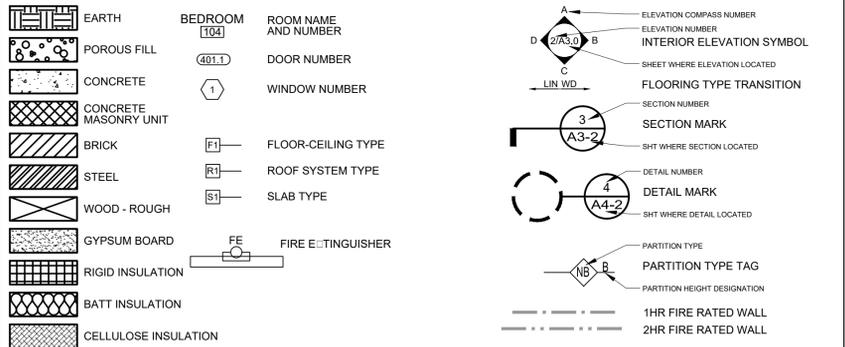 EARTH
POROUS FILL
CONCRETE
CONCRETE
MASONRY UNIT
BRICK
STEEL
WOOD - ROUGH
GYPSUM BOARD
RIGID INSULATION
BATT INSULATION
CELLULOSE INSULATION
BEDROOM
104
ROOM NAME
AND NUMBER
401.1
DOOR NUMBER
1
WINDOW NUMBER
F1
FLOOR-CEILING TYPE
R1
ROOF SYSTEM TYPE
S1
SLAB TYPE
FE
FIRE E□TINGUISHER
A
D
2/A3.0
B
C
ELEVATION COMPASS NUMBER
ELEVATION NUMBER
INTERIOR ELEVATION SYMBOL
SHEET WHERE ELEVATION LOCATED
LIN WD
FLOORING TYPE TRANSITION
3
A3-2
SECTION NUMBER
SECTION MARK
SHT WHERE SECTION LOCATED
4
A4-2
DETAIL NUMBER
DETAIL MARK
SHT WHERE DETAIL LOCATED
NB
B
PARTITION TYPE
PARTITION TYPE TAG
PARTITION HEIGHT DESIGNATION
1HR FIRE RATED WALL
2HR FIRE RATED WALL